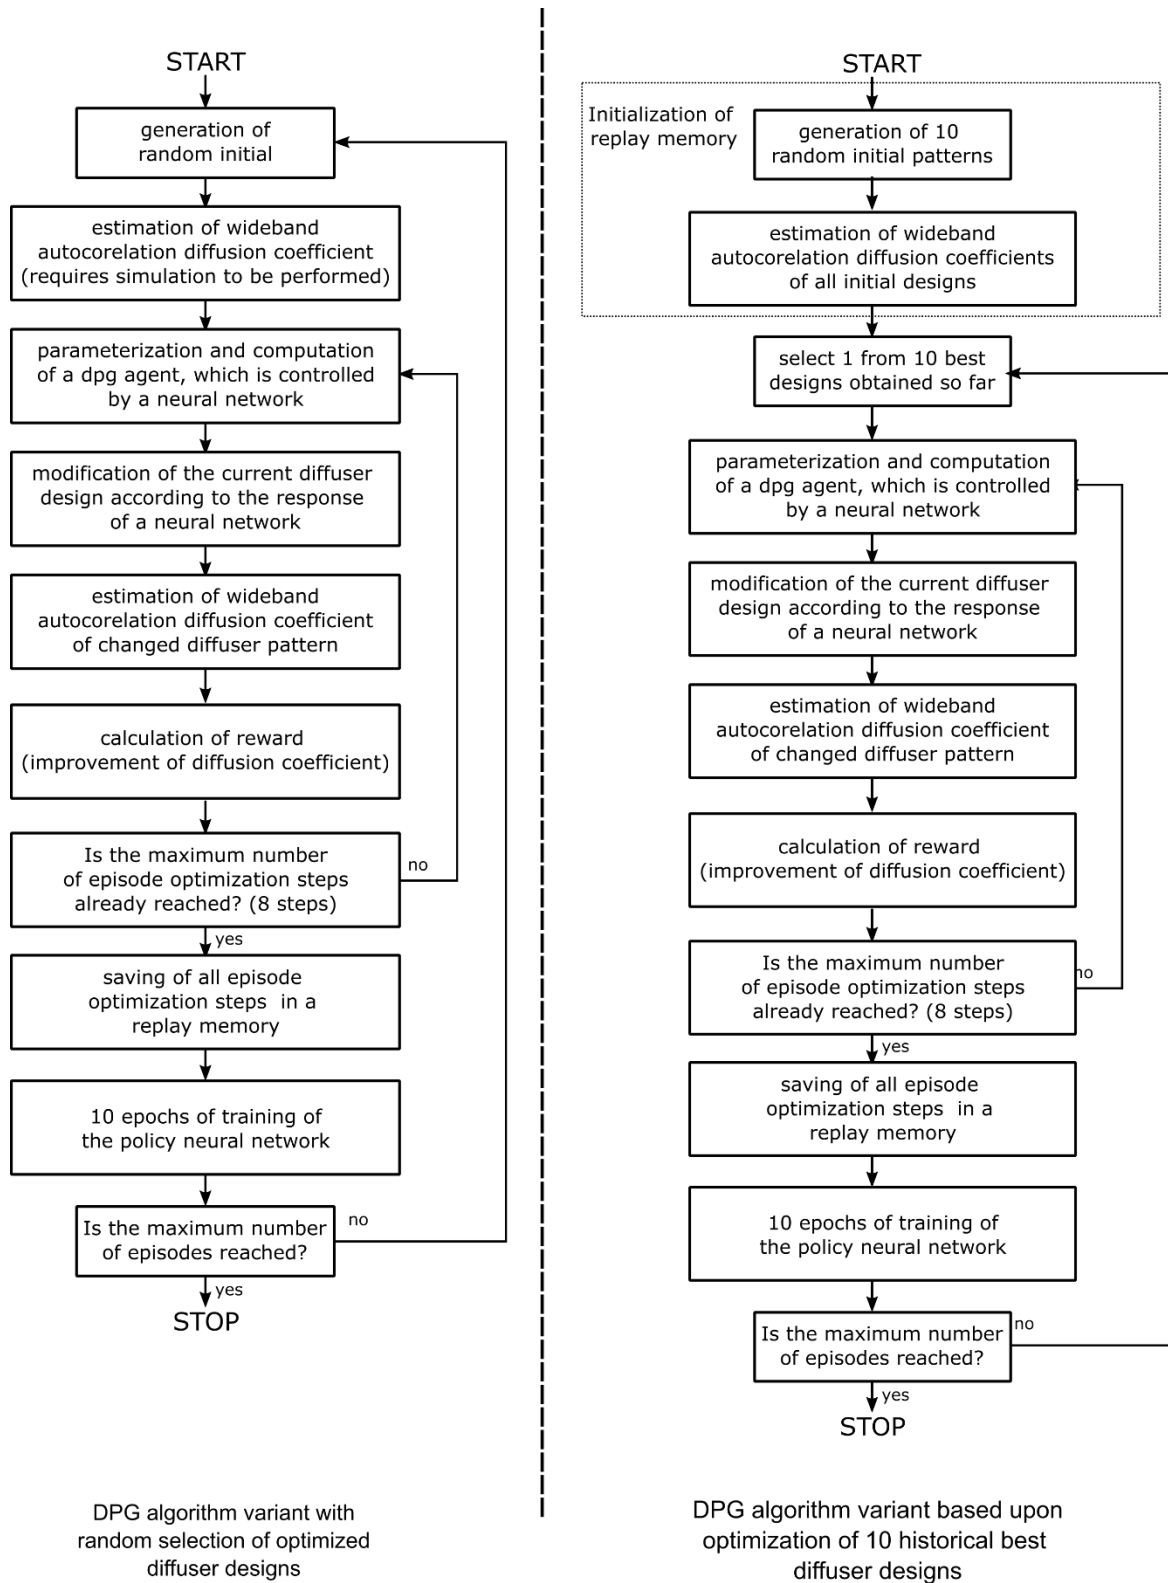 START
generation of
random initial
estimation of wideband
autocorelation diffusion coefficient
(requires simulation to be performed)
parameterization and computation
of a dpg agent, which is controlled
by a neural network
modification of the current diffuser
design according to the response
of a neural network
estimation of wideband
autocorelation diffusion coefficient
of changed diffuser pattern
calculation of reward
(improvement of diffusion coefficient)
Is the maximum number
of episode optimization steps
already reached? (8 steps)
no
yes
saving of all episode
optimization steps in a
replay memory
10 epochs of training of
the policy neural network
Is the maximum number
of episodes reached?
no
yes
STOP
DPG algorithm variant with
random selection of optimized
diffuser designs
START
Initialization of
replay memory
generation of 10
random initial patterns
estimation of wideband
autocorelation diffusion coefficients
of all initial designs
select 1 from 10 best
designs obtained so far
parameterization and computation
of a dpg agent, which is controlled
by a neural network
modification of the current diffuser
design according to the response
of a neural network
estimation of wideband
autocorelation diffusion coefficient
of changed diffuser pattern
calculation of reward
(improvement of diffusion coefficient)
Is the maximum number
of episode optimization steps
already reached? (8 steps)
no
yes
saving of all episode
optimization steps in a
replay memory
10 epochs of training of
the policy neural network
Is the maximum number
of episodes reached?
no
yes
STOP
DPG algorithm variant based upon
optimization of 10 historical best
diffuser designs